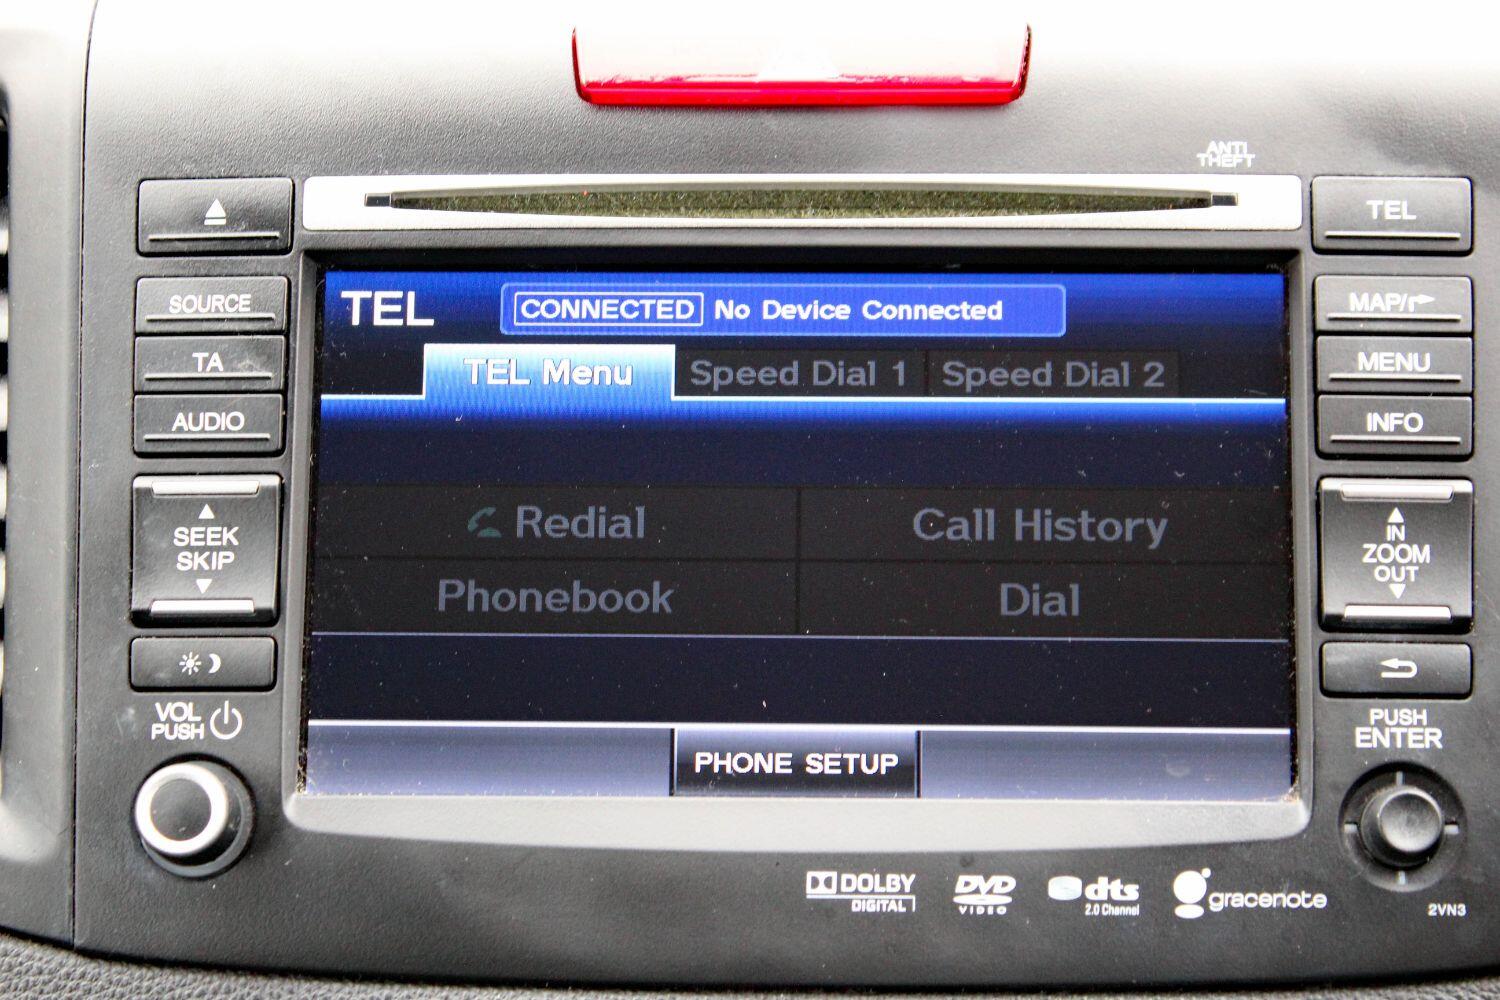 ANTI
THEFT
TEL
SOURCE
TA
AUDIO
SEEK
SKIP
VOL
PUSH
TEL
CONNECTED No Device Connected
TEL Menu Speed Dial 1 Speed Dial 2
Redial Call History
Phonebook Dial
PHONE SETUP
MAP/
MENU
INFO
IN
ZOOM
OUT
PUSH
ENTER
DOLBY
DIGITAL
DVD
VIDEO
dts
2.0 Channel
gracenote
2VN3